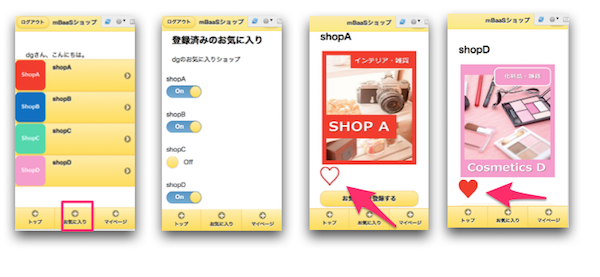 ログアウト
mBaaSショップ
dgさん、こんにちは。
ShopA
shopA
ShopB
shopB
ShopC
shopC
ShopD
shopD
トップ
お気に入り
マイページ
ログアウト
mBaaSショップ
登録済みのお気に入り
dgのお気に入りショップ
shopA
On
shopB
On
shopC
Off
shopD
On
トップ
お気に入り
マイページ
mBaaSショップ
shopA
インテリア・雑貨
SHOP A
トップ
お気に入り
マイページ
mBaaSショップ
shopD
化粧品・雑貨
Cosmetics D
トップ
お気に入り
マイページ